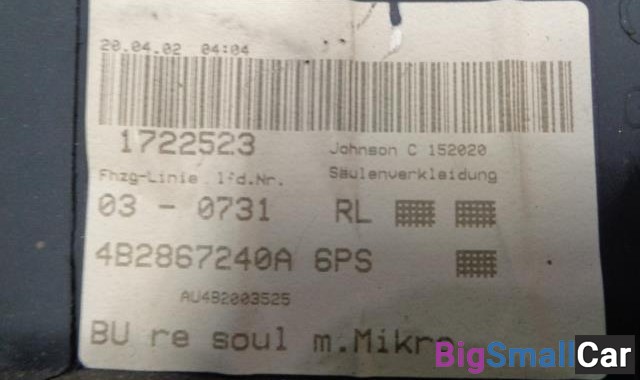 20.04.02 04:04
1722523
Johnson C 152020
Fhzg-Linie lfd.Nr.
Säulenverkleidung
03 - 0731 RL
4B2867240A 6PS
AU4B2003525
BU re soul m.Mikro
BigSmallCar